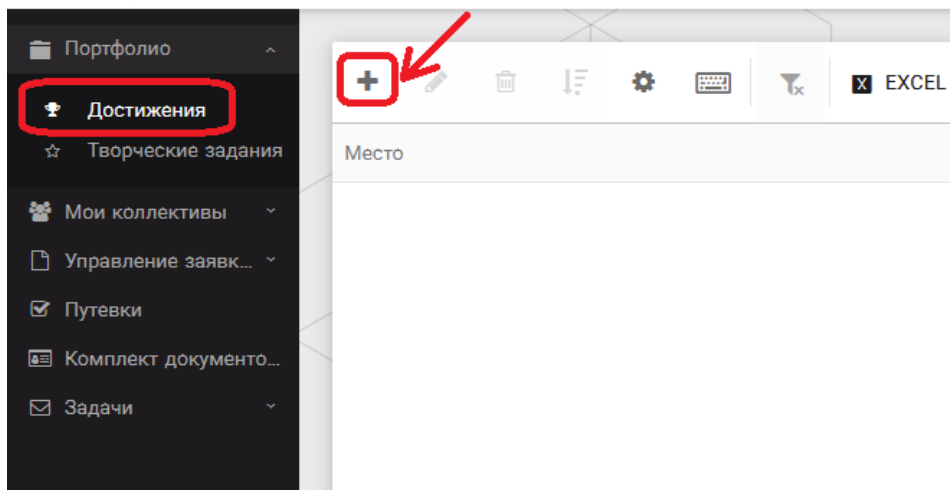 Портфолио
Достижения
Творческие задания
Мои коллективы
Управление заявк...
Путевки
Комплект документо...
Задачи
X EXCEL
Место